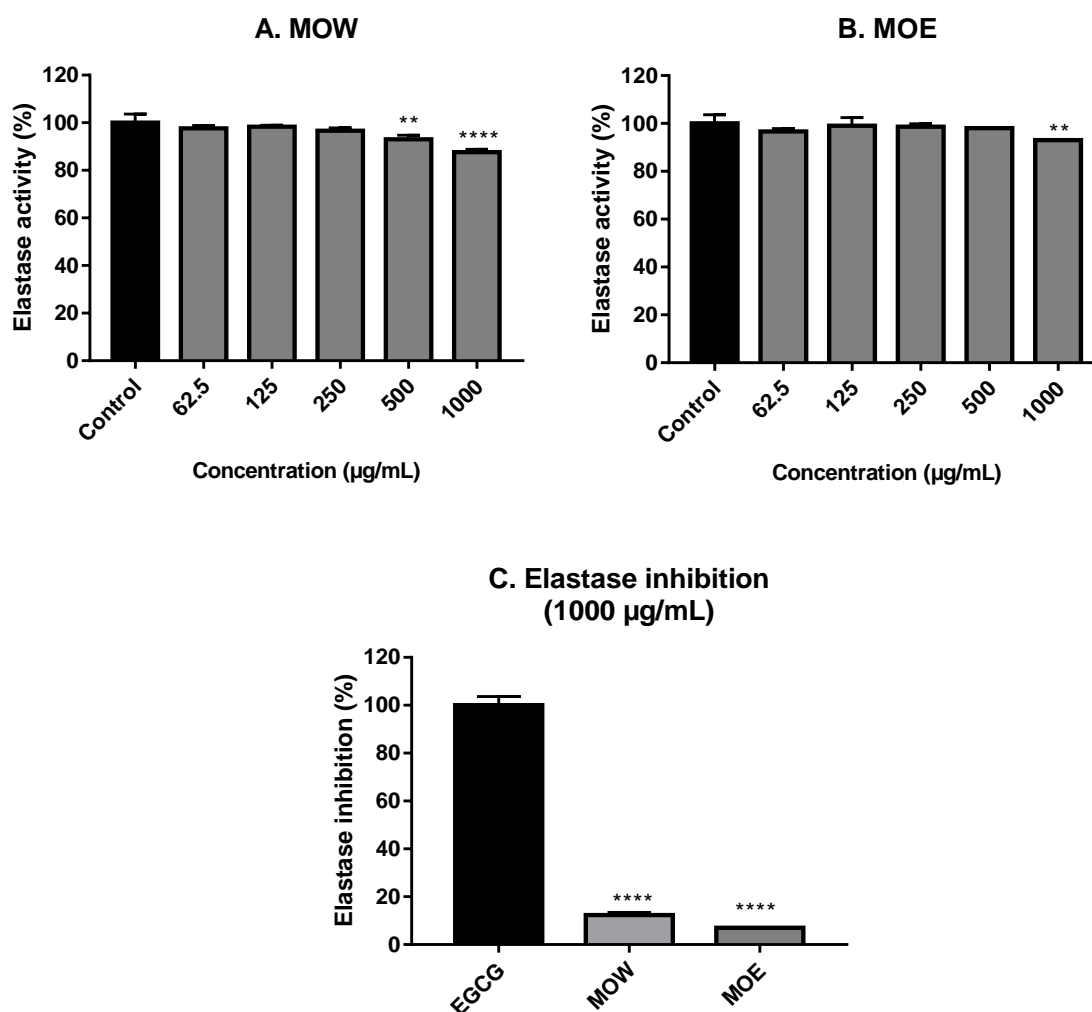 A. MOW
120
100
80
60
40
20
0
Elastase activity (%)
**
****
Control
62.5
125
250
500
1000
Concentration (µg/mL)
B. MOE
120
100
80
60
40
20
0
Elastase activity (%)
**
Control
62.5
125
250
500
1000
Concentration (µg/mL)
C. Elastase inhibition
(1000 µg/mL)
120
100
80
60
40
20
0
Elastase inhibition (%)
****
****
EGCG
MOW
MOE